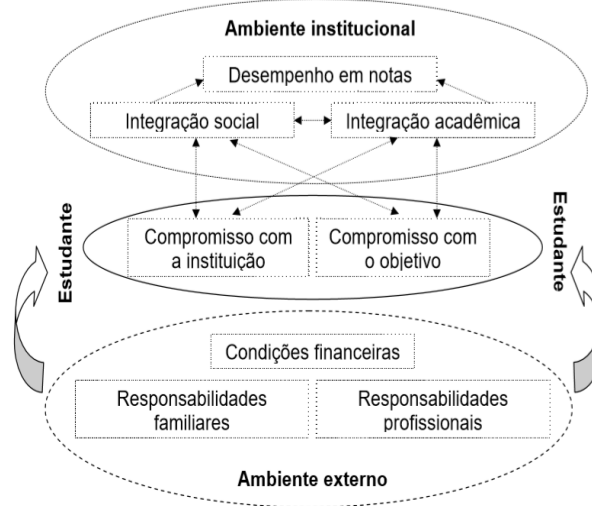 Ambiente institucional
Desempenho em notas
Integração social
Integração acadêmica
Estudante
Compromisso com
a instituição
Compromisso com
o objetivo
Estudante
Condições financeiras
Responsabilidades
familiares
Responsabilidades
profissionais
Ambiente externo